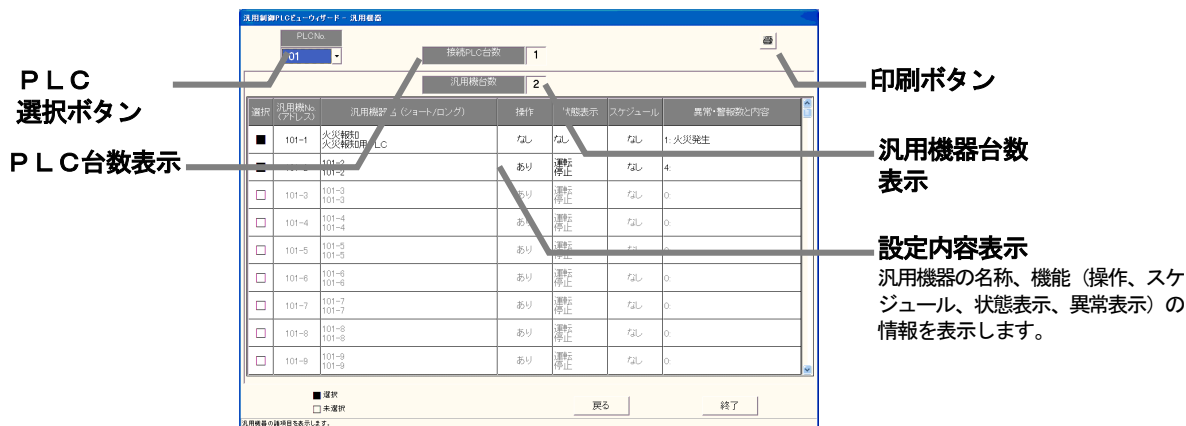 汎用制御PLCビューウィザード - 汎用機器
PLCNo.
01
接続PLC台数 1
汎用機台数 2
ＰＬＣ
選択ボタン
ＰＬＣ台数表示
印刷ボタン
汎用機器台数
表示
設定内容表示
汎用機器の名称、機能（操作、スケ
ジュール、状態表示、異常表示）の
情報を表示します。
選択 汎用機No.(アドレス) (ショート/ロング) 操作 状態表示 スケジュール 異常・警報数と内容
■ 101-1 火災報知 なし なし なし 1: 火災発生
火災報知用PLC
■ 101-2 あり 運転 なし 4:
101-2 停止
□ 101-3 101-3 あり 運転 なし 0:
101-3 停止
□ 101-4 101-4 あり 運転 なし 0:
101-4 停止
□ 101-5 101-5 あり 運転 なし 0:
101-5 停止
□ 101-6 101-6 あり 運転 なし 0:
101-6 停止
□ 101-7 101-7 あり 運転 なし 0:
101-7 停止
□ 101-8 101-8 あり 運転 なし 0:
101-8 停止
□ 101-9 101-9 あり 運転 なし 0:
101-9 停止
■ 選択
□ 未選択
戻る 終了
汎用機器の諸項目を表示します。